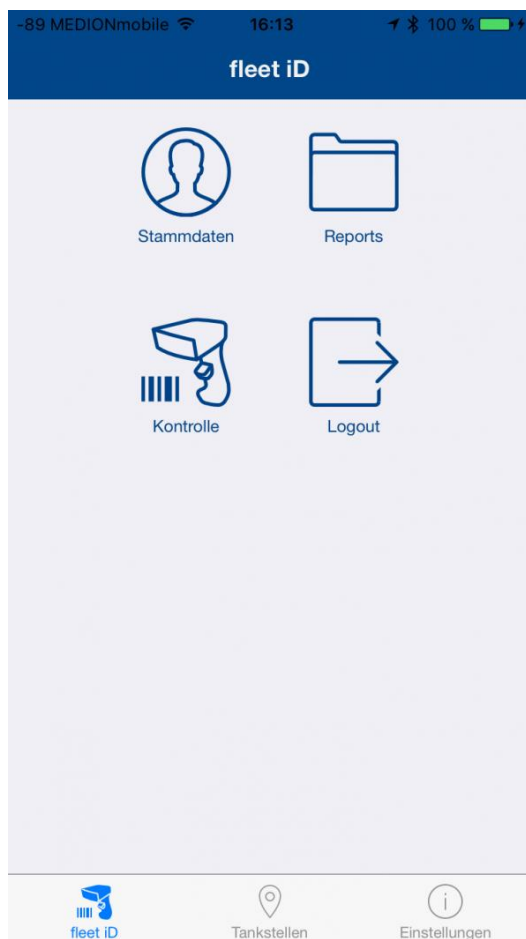 -89 MEDIONmobile 16:13 100 %
fleet iD
Stammdaten Reports
Kontrolle Logout
fleet iD Tankstellen Einstellungen